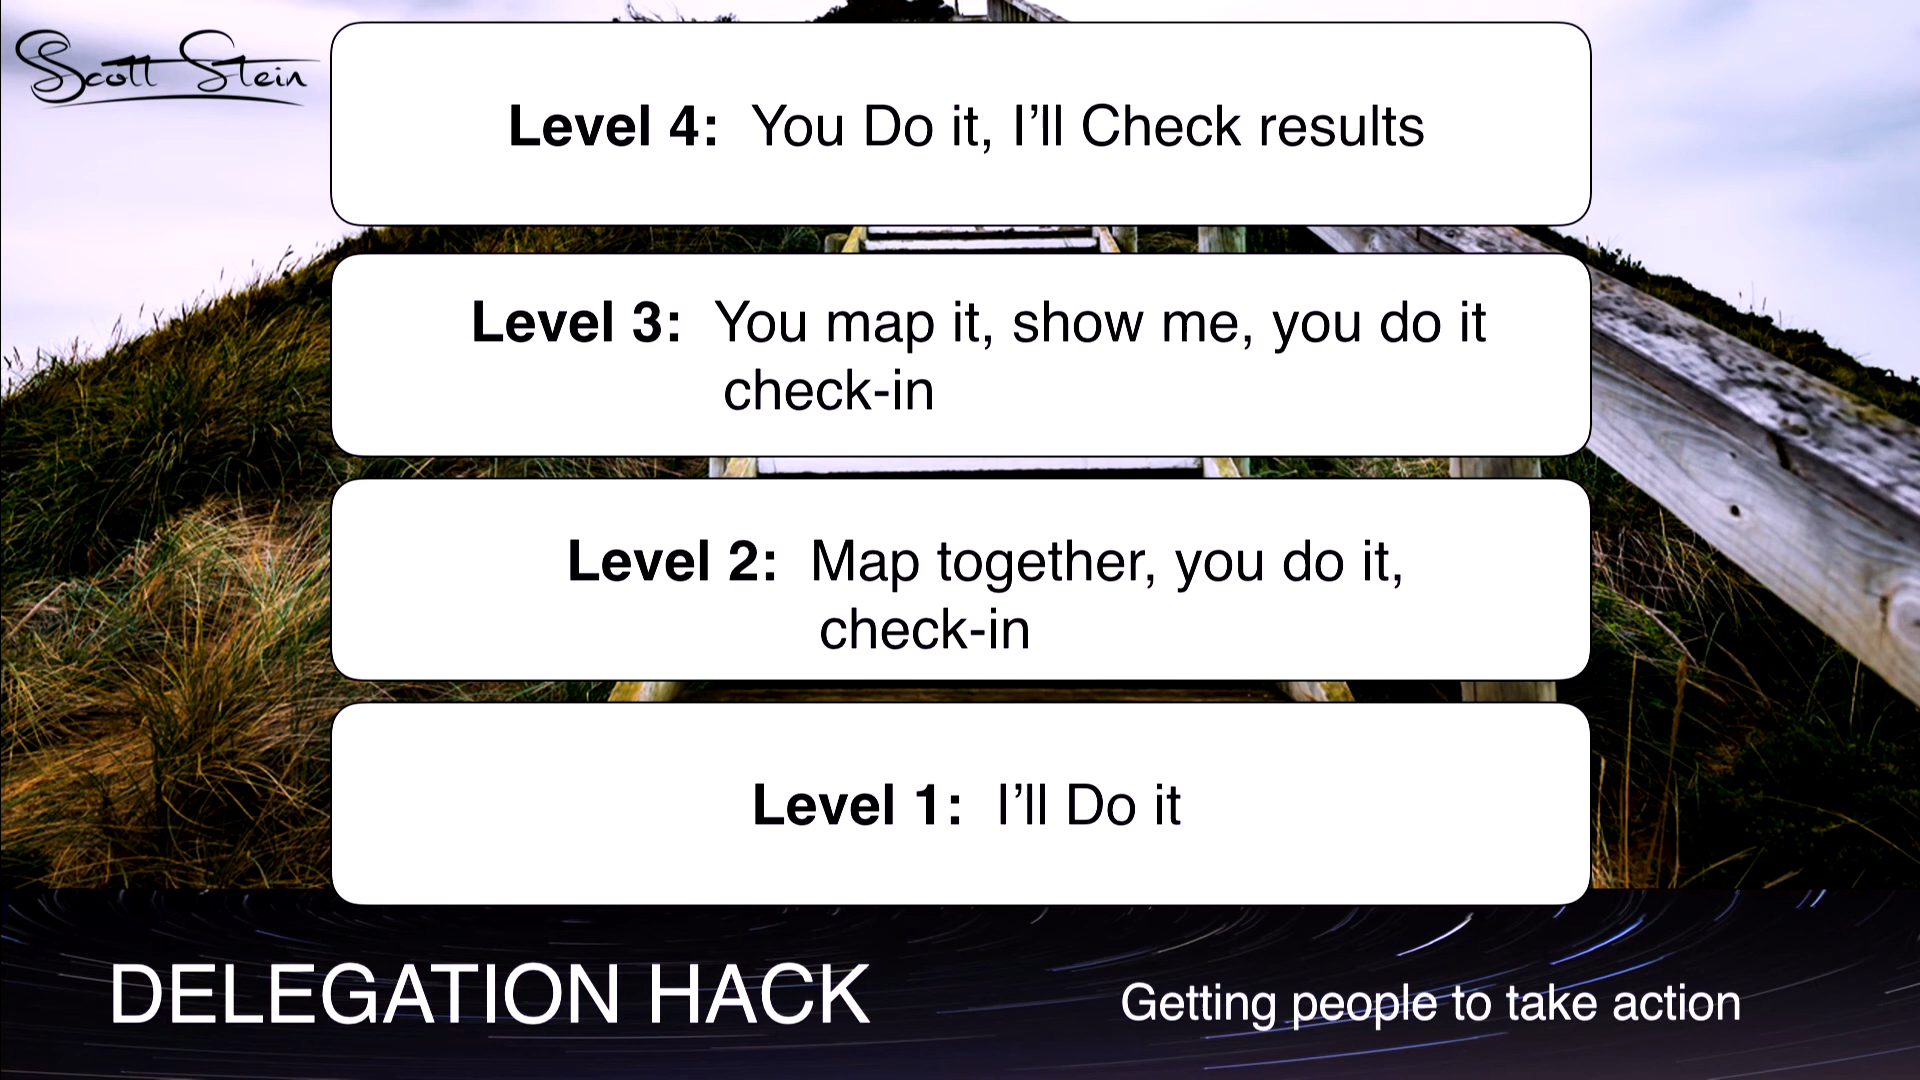 Scott Stein
Level 4: You Do it, I’ll Check results
Level 3: You map it, show me, you do it
check-in
Level 2: Map together, you do it,
check-in
Level 1: I’ll Do it
DELEGATION HACK
Getting people to take action